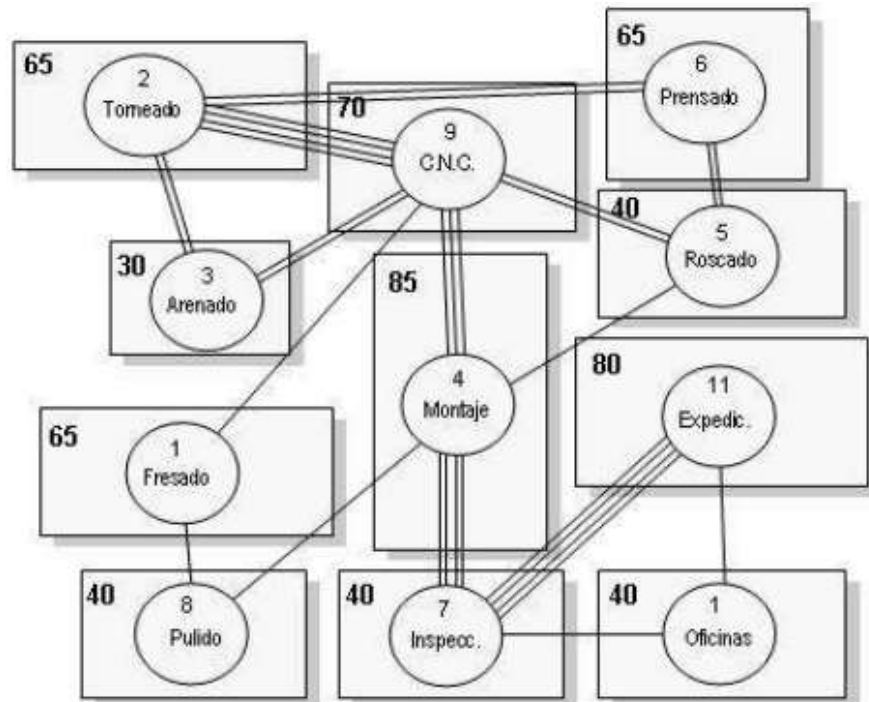 65
2
Torneado
65
6
Prensado
70
9
C.N.C.
40
5
Roscado
30
3
Arenado
85
4
Montaje
80
11
Expedic.
65
1
Fresado
40
8
Pulido
40
7
Inspecc.
40
1
Oficinas